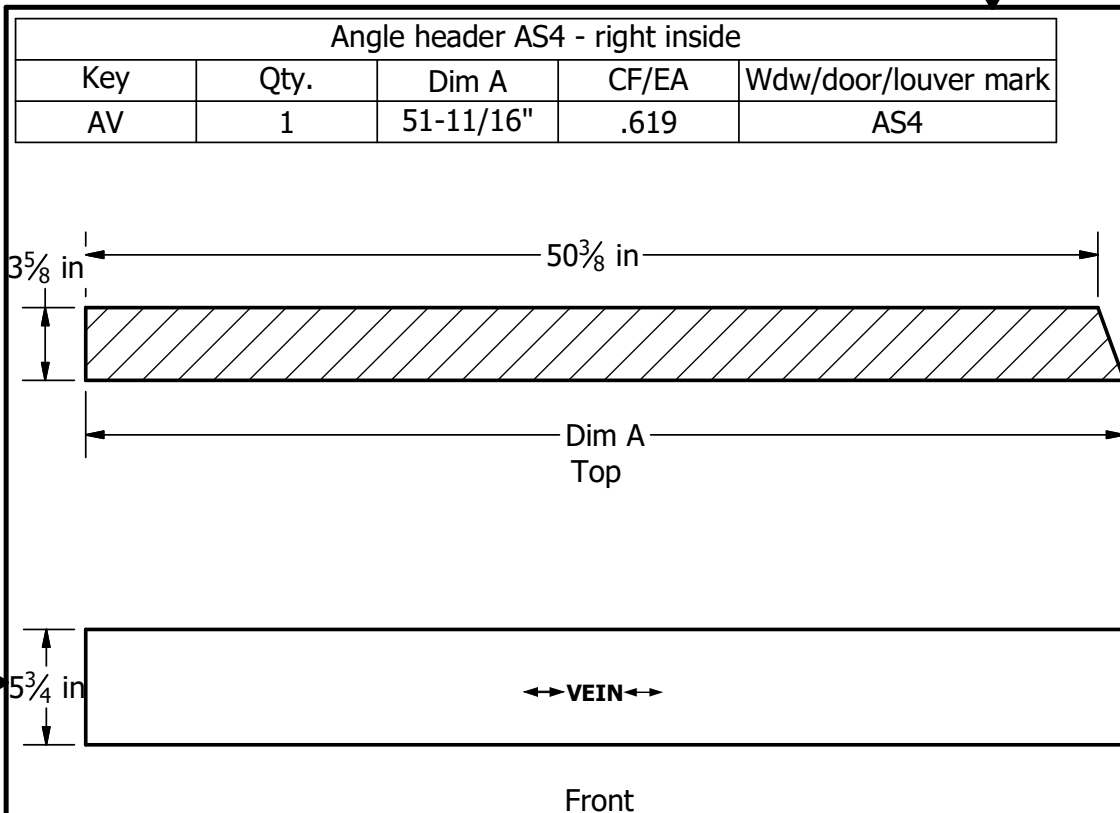 Angle header AS4 - right inside
Key Qty. Dim A CF/EA Wdw/door/louver mark
AV 1 51-11/16" .619 AS4
50⅜ in
3⅝ in
Dim A
Top
5¾ in
VEIN
Front